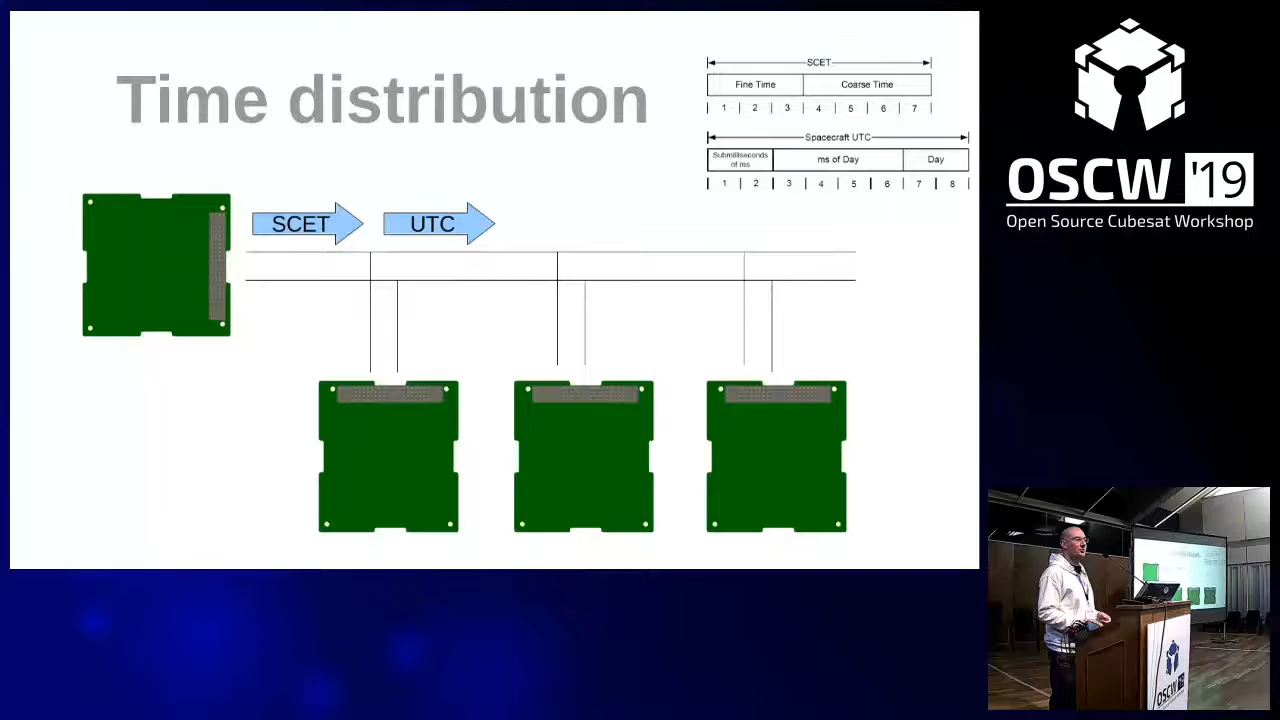 Time distribution
SCET
Fine Time Coarse Time
1 2 3 4 5 6 7
Spacecraft UTC
Submilliseconds
of ms
ms of Day Day
1 2 3 4 5 6 7 8
SCET UTC
OSCW '19
Open Source Cubesat Workshop
OSCW '19